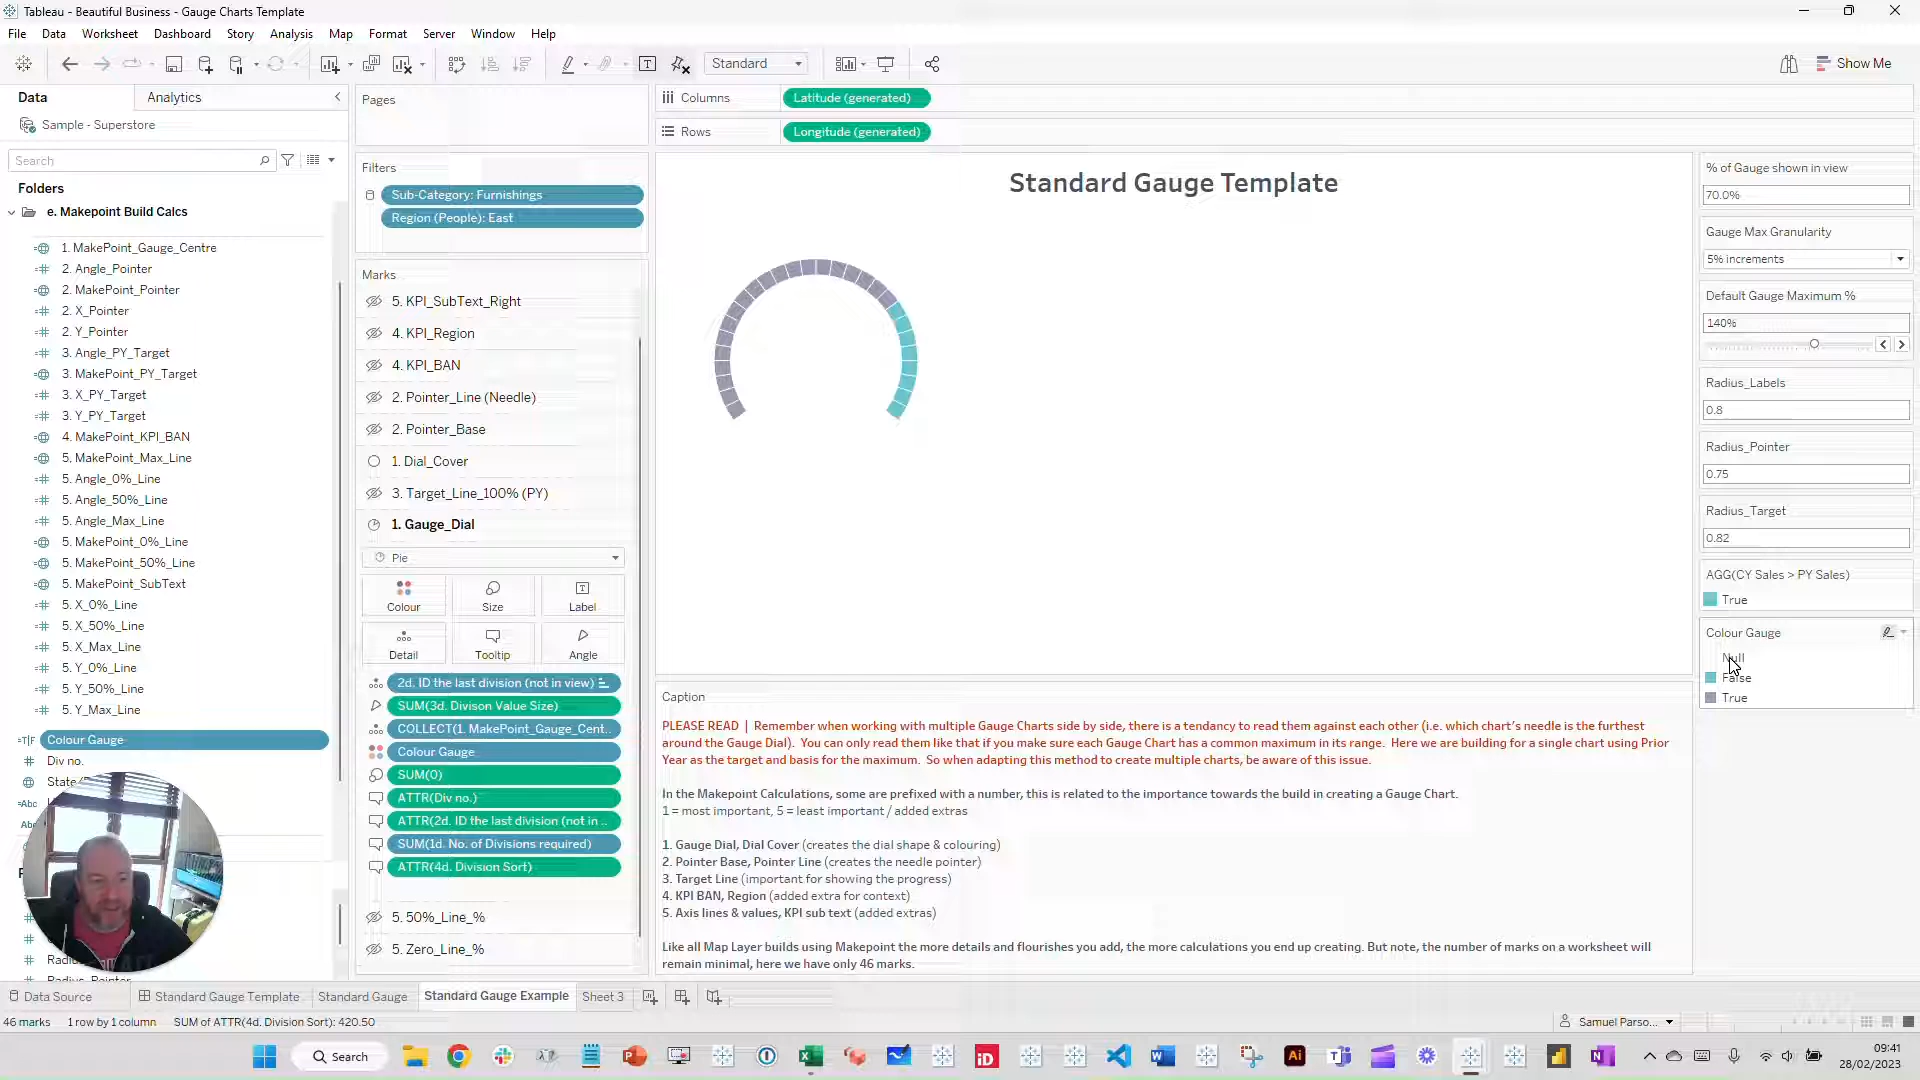 Tableau - Beautiful Business - Gauge Charts Template
File Data Worksheet Dashboard Story Analysis Map Format Server Window Help
Standard
Show Me
Data
Analytics
Sample - Superstore
Search
Folders
e. Makepoint Build Calcs
1. MakePoint_Gauge_Centre
2. Angle_Pointer
2. MakePoint_Pointer
2. X_Pointer
2. Y_Pointer
3. Angle_PY_Target
3. MakePoint_PY_Target
3. X_PY_Target
3. Y_PY_Target
4. MakePoint_KPI_BAN
5. MakePoint_Max_Line
5. Angle_0%_Line
5. Angle_50%_Line
5. Angle_Max_Line
5. MakePoint_0%_Line
5. MakePoint_50%_Line
5. MakePoint_SubText
5. X_0%_Line
5. X_50%_Line
5. X_Max_Line
5. Y_0%_Line
5. Y_50%_Line
5. Y_Max_Line
Colour Gauge
Div no.
Pages
Filters
Sub-Category: Furnishings
Region (People): East
Marks
5. KPI_SubText_Right
4. KPI_Region
4. KPI_BAN
2. Pointer_Line (Needle)
2. Pointer_Base
1. Dial_Cover
3. Target_Line_100% (PY)
1. Gauge_Dial
Pie
Colour Size Label
Detail Tooltip Angle
2d. ID the last division (not in view)
SUM(3d. Divison Value Size)
COLLECT(1. MakePoint_Gauge_Cent..
Colour Gauge
SUM(0)
ATTR(Div no.)
ATTR(2d. ID the last division (not in ..
SUM(1d. No. of Divisions required)
ATTR(4d. Division Sort)
5. 50%_Line_%
5. Zero_Line_%
Columns
Latitude (generated)
Rows
Longitude (generated)
Standard Gauge Template
Caption
PLEASE READ | Remember when working with multiple Gauge Charts side by side, there is a tendency to read them against each other (i.e. which chart's needle is the furthest
around the Gauge Dial). You can only read them like that if you make sure each Gauge Chart has a common maximum in its range. Here we are building for a single chart using Prior
Year as the target and basis for the maximum. So when adapting this method to create multiple charts, be aware of this issue.
In the Makepoint Calculations, some are prefixed with a number, this is related to the importance towards the build in creating a Gauge Chart.
1 = most important, 5 = least important / added extras
1. Gauge Dial, Dial Cover (creates the dial shape & colouring)
2. Pointer Base, Pointer Line (creates the needle pointer)
3. Target Line (important for showing the progress)
4. KPI BAN, Region (added extra for context)
5. Axis lines & values, KPI sub text (added extras)
Like all Map Layer builds using Makepoint the more details and flourishes you add, the more calculations you end up creating. But note, the number of marks on a worksheet will
remain minimal, here we have only 46 marks.
% of Gauge shown in view
70.0%
Gauge Max Granularity
5% increments
Default Gauge Maximum %
140%
Radius_Labels
0.8
Radius_Pointer
0.75
Radius_Target
0.82
AGG(CY Sales > PY Sales)
True
Colour Gauge
Null
False
True
Data Source
Standard Gauge Template
Standard Gauge
Standard Gauge Example
Sheet 3
46 marks
1 row by 1 column
SUM of ATTR(4d. Division Sort): 420.50
Samuel Parso...
Search
09:41
28/02/2023